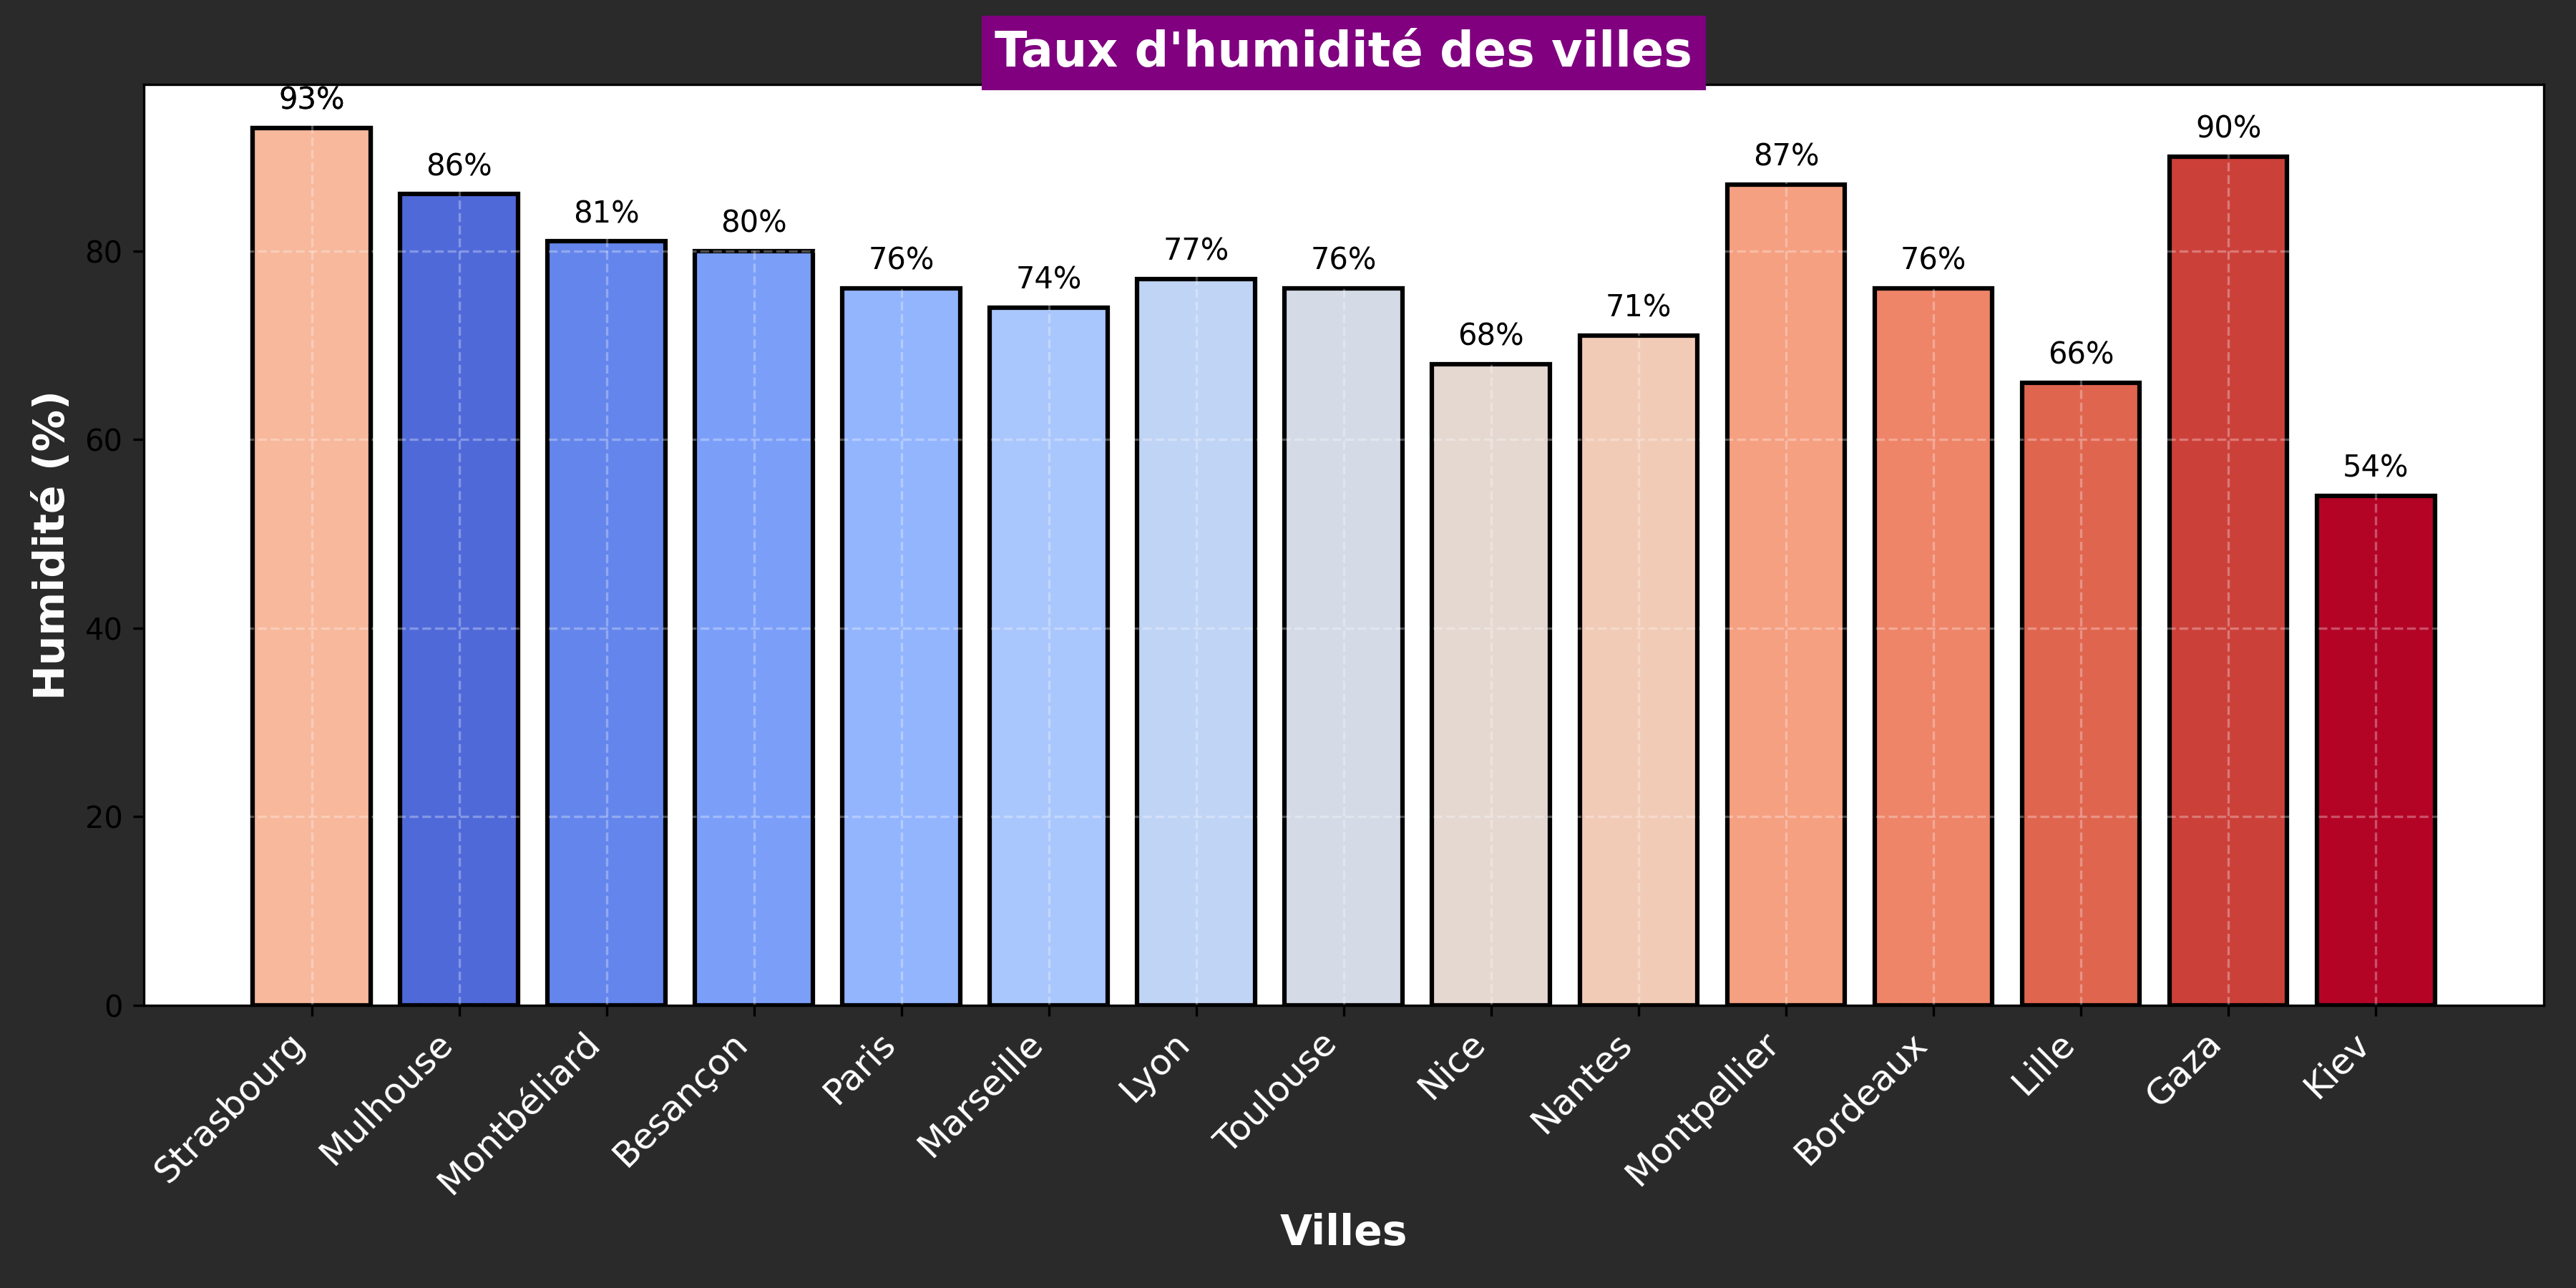 Taux d'humidité des villes
93%
86%
81%
80%
76%
74%
77%
76%
68%
71%
87%
76%
66%
90%
54%
Humidité (%)
80
60
40
20
0
Strasbourg
Mulhouse
Montbéliard
Besançon
Paris
Marseille
Lyon
Toulouse
Nice
Nantes
Montpellier
Bordeaux
Lille
Gaza
Kiev
Villes